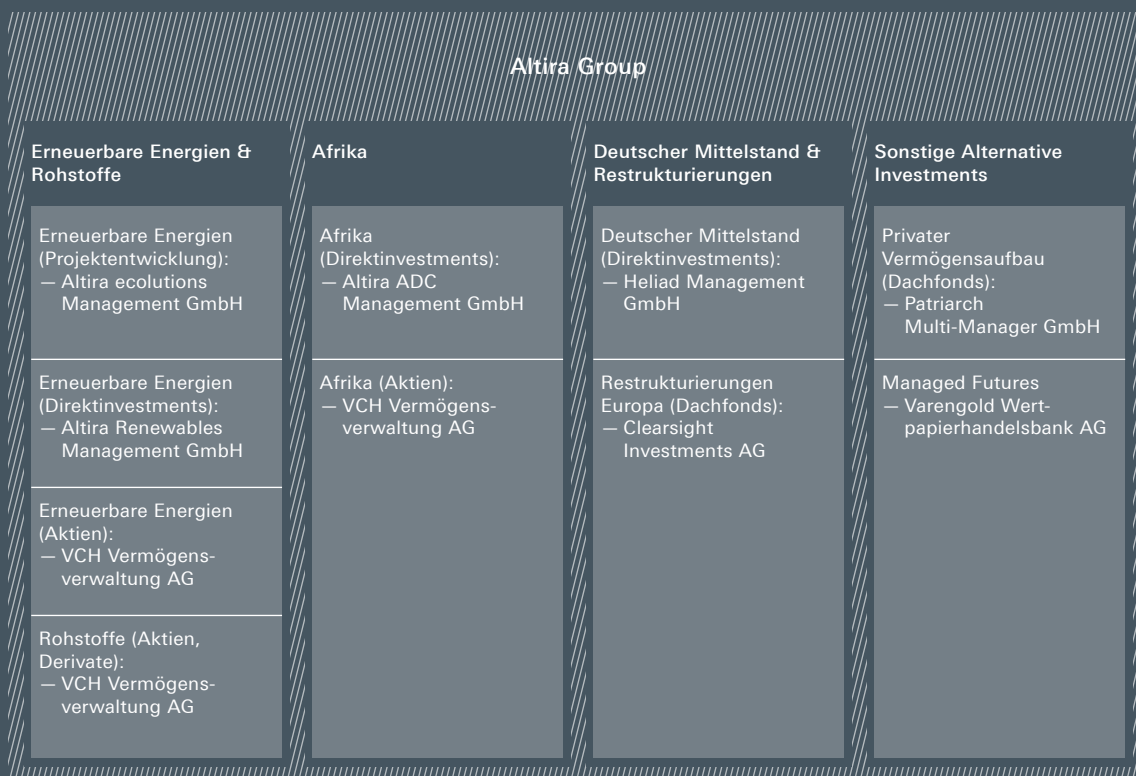 Altira Group
Erneuerbare Energien &
Rohstoffe
Erneuerbare Energien
(Projektentwicklung):
— Altira ecolutions
Management GmbH
Erneuerbare Energien
(Direktinvestments):
— Altira Renewables
Management GmbH
Erneuerbare Energien
(Aktien):
— VCH Vermögens-
verwaltung AG
Rohstoffe (Aktien,
Derivate):
— VCH Vermögens-
verwaltung AG
Afrika
Afrika
(Direktinvestments):
— Altira ADC
Management GmbH
Afrika (Aktien):
— VCH Vermögens-
verwaltung AG
Deutscher Mittelstand &
Restrukturierungen
Deutscher Mittelstand
(Direktinvestments):
— Heliad Management
GmbH
Restrukturierungen
Europa (Dachfonds):
— Clearsight
Investments AG
Sonstige Alternative
Investments
Privater
Vermögensaufbau
(Dachfonds):
— Patriarch
Multi-Manager GmbH
Managed Futures
— Varengold Wert-
papierhandelsbank AG